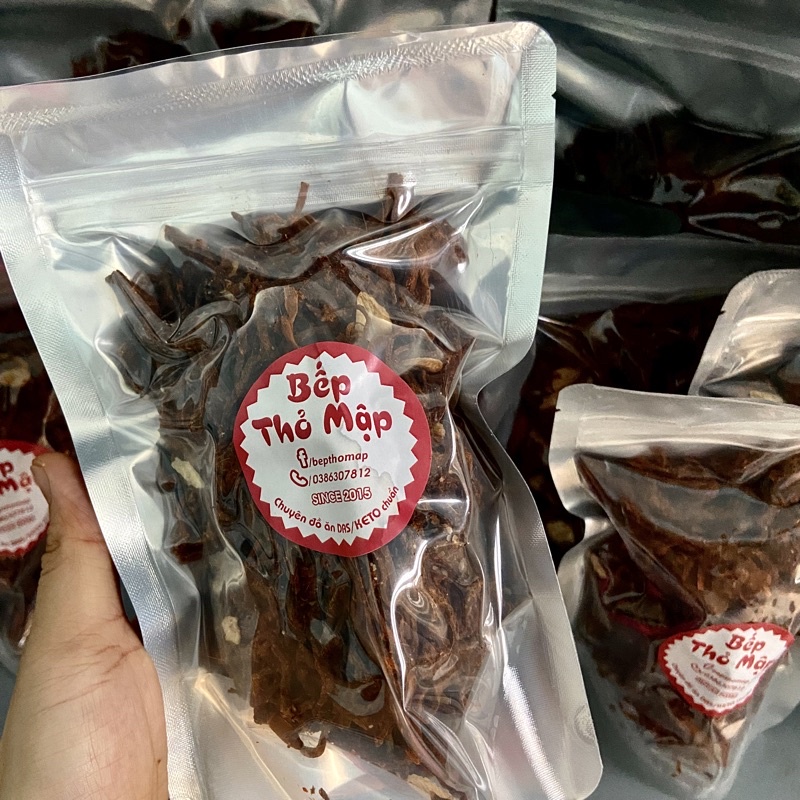 Bếp
Thỏ Mập
f/bepthomap
/0386307812
SINCE 2015
Chuyên đồ ăn DAS/KETO chuẩn
Bếp
Thỏ Mập